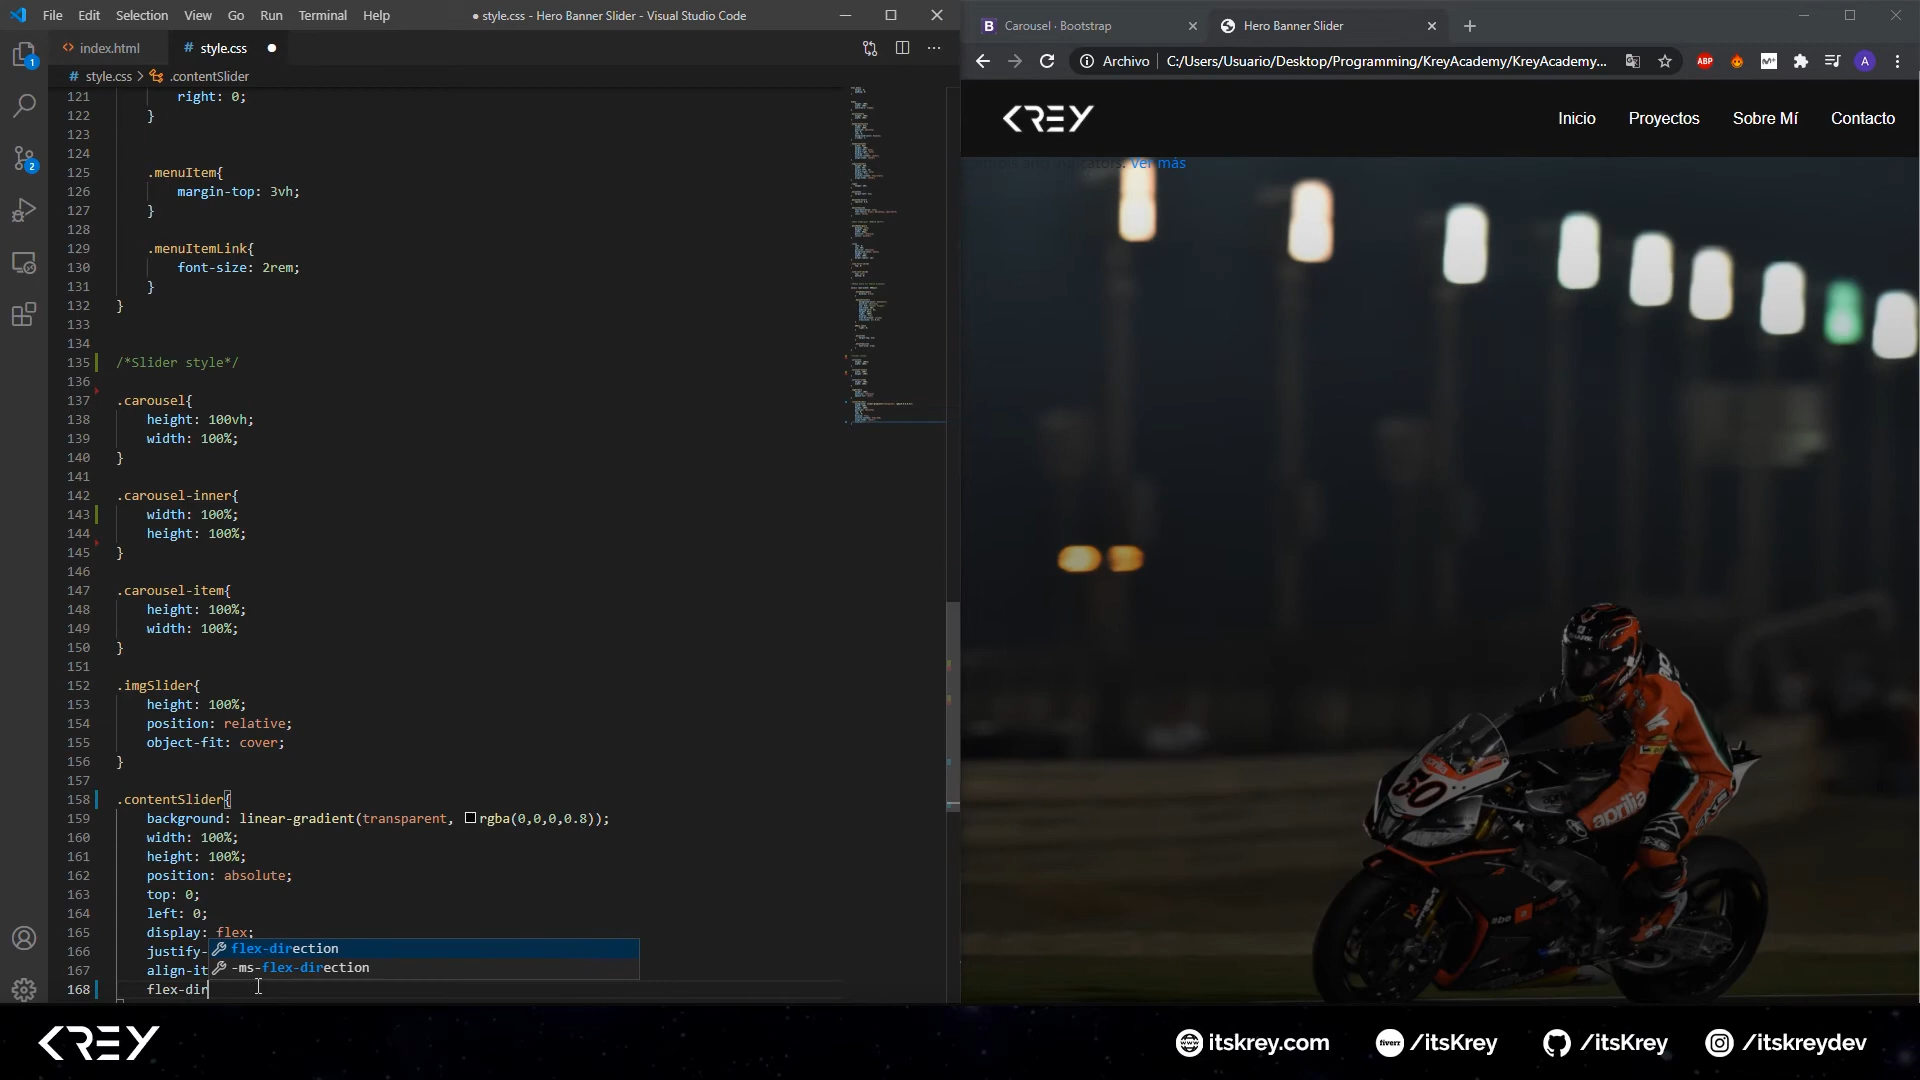 File Edit Selection View Go Run Terminal Help
● style.css - Hero Banner Slider - Visual Studio Code
index.html
# style.css ●
# style.css > .contentSlider
121 right: 0;
122 }
123
124
125 .menuItem{
126 margin-top: 3vh;
127 }
128
129 .menuItemLink{
130 font-size: 2rem;
131 }
132 }
133
134
135 /*Slider style*/
136
137 .carousel{
138 height: 100vh;
139 width: 100%;
140 }
141
142 .carousel-inner{
143 width: 100%;
144 height: 100%;
145 }
146
147 .carousel-item{
148 height: 100%;
149 width: 100%;
150 }
151
152 .imgSlider{
153 height: 100%;
154 position: relative;
155 object-fit: cover;
156 }
157
158 .contentSlider{
159 background: linear-gradient(transparent, rgba(0,0,0,0.8));
160 width: 100%;
161 height: 100%;
162 position: absolute;
163 top: 0;
164 left: 0;
165 display: flex;
166 justify-
167 align-it
168 flex-dir
flex-direction
-ms-flex-direction
1
2
B Carousel · Bootstrap
Hero Banner Slider
Archivo | C:/Users/Usuario/Desktop/Programming/KreyAcademy/KreyAcademy...
ABP
A
KREY
Inicio Proyectos Sobre Mí Contacto
Ver más
aprilia
50
aprilia
KREY
itskrey.com
fiverr /itsKrey
/itsKrey
/itskreydev